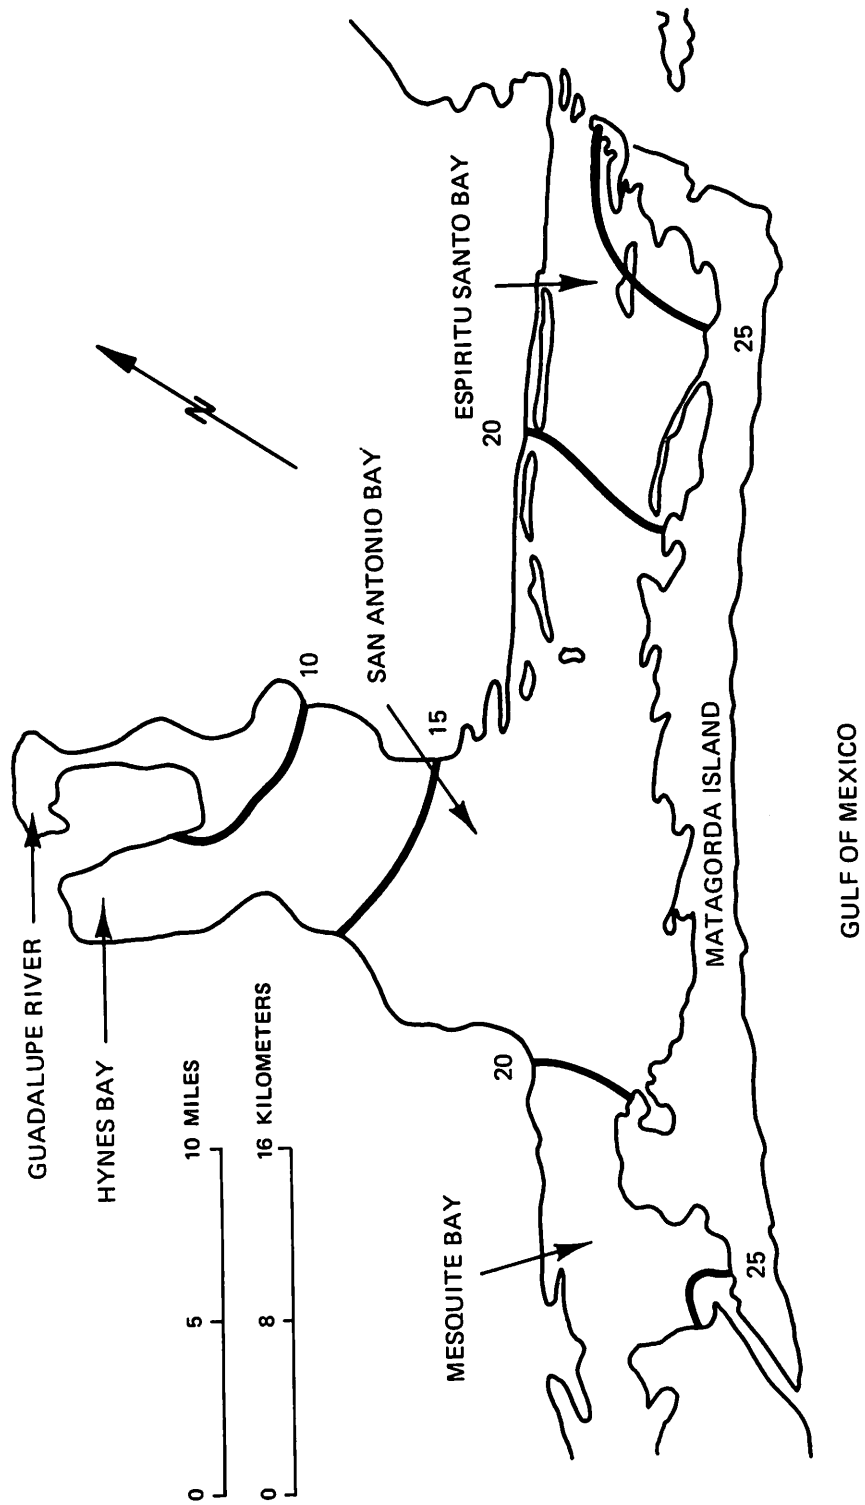 GUADALUPE RIVER
HYNES BAY
0 5 10 MILES
0 8 16 KILOMETERS
N
10
SAN ANTONIO BAY
15
ESPIRITU SANTO BAY
20
20
MESQUITE BAY
25
25
MATAGORDA ISLAND
GULF OF MEXICO